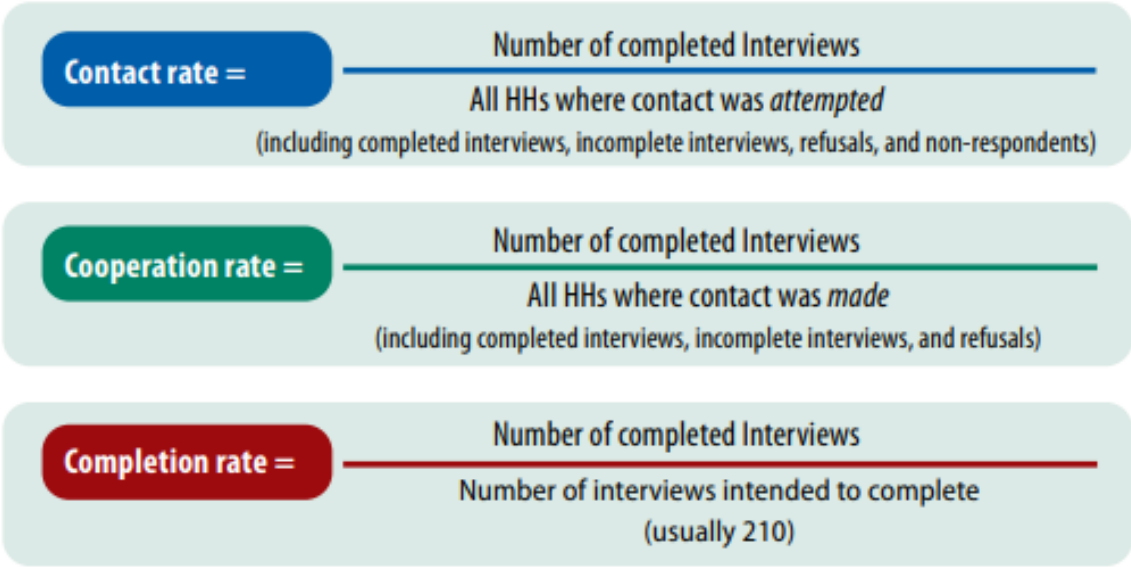 Contact rate =
Number of completed Interviews
All HHs where contact was attempted
(including completed interviews, incomplete interviews, refusals, and non-respondents)
Cooperation rate =
Number of completed Interviews
All HHs where contact was made
(including completed interviews, incomplete interviews, and refusals)
Completion rate =
Number of completed Interviews
Number of interviews intended to complete
(usually 210)